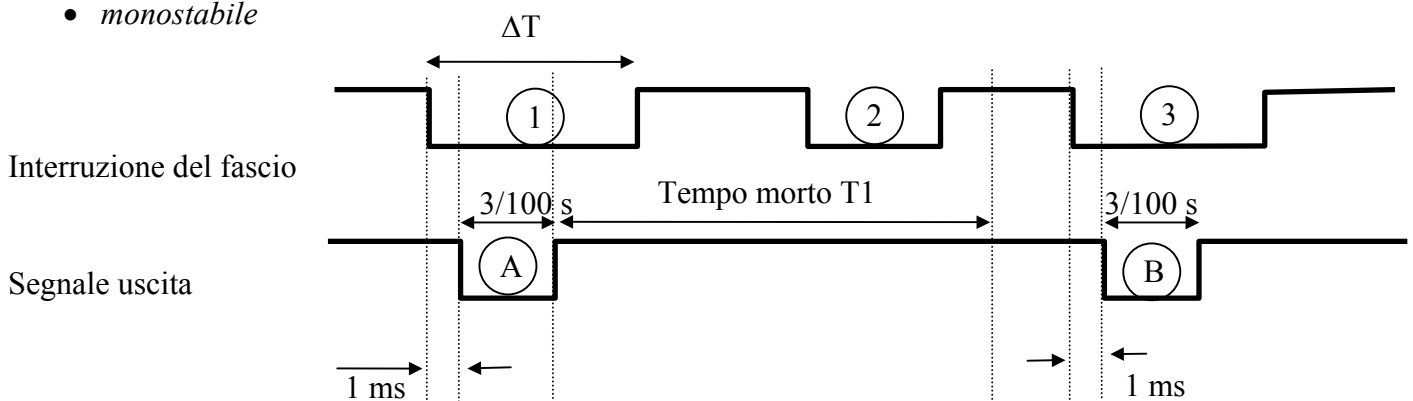 • monostabile
ΔT
1
2
3
Interruzione del fascio
3/100 s
Tempo morto T1
3/100 s
A
B
Segnale uscita
1 ms
1 ms